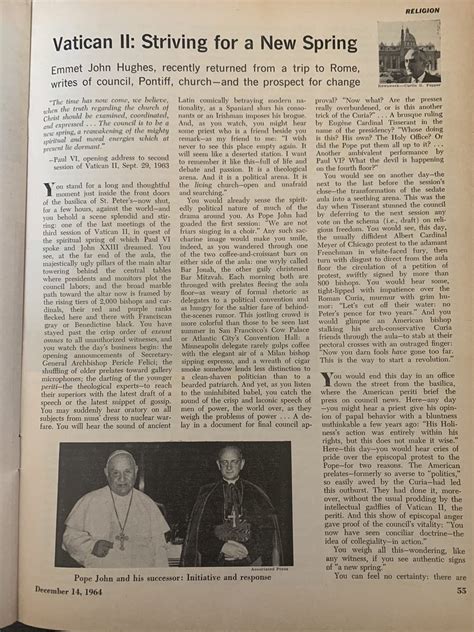 RELIGION
Vatican II: Striving for a New Spring
Emmet John Hughes, recently returned from a trip to Rome,
writes of council, Pontiff, church—and the prospect for change
Newsweek—Curtis G. Pepper
"The time has now come, we believe,
when the truth regarding the church of
Christ should be examined, coordinated,
and expressed . . . The council is to be a
new spring, a reawakening of the mighty
spiritual and moral energies which at
present lie dormant."
—Paul VI, opening address to second
session of Vatican II, Sept. 29, 1963
You stand for a long and thoughtful
moment just inside the front doors
of the basilica of St. Peter's—now shut,
for a few hours, against the world—and
you behold a scene splendid and stir-
ring: one of the last meetings of the
third session of Vatican II, in quest of
the spiritual spring of which Paul VI
spoke and John XXIII dreamed. You
see, at the far end of the aula, the
majestically ugly pillars of the main altar
towering behind the central tables
where presidents and monitors plot the
council labors; and the broad marble
path toward the altar now is framed by
the rising tiers of 2,000 bishops and car-
dinals, their red and purple ranks
flecked here and there with Franciscan
gray or Benedictine black. You have
stayed past the crip order of exeunt
omnes to all unauthorized witnesses, and
you watch the day's business begin: the
opening announcements of Secretary-
General Archbishop Pericle Felici; the
shuffling of older prelates toward gallery
microphones; the darting of the younger
periti—the theological experts—to reach
their superiors with the latest draft of a
speech or the latest snippet of gossip.
You may suddenly hear oratory on all
subjects from nuns' dress to nuclear war-
fare. You will hear the sound of ancient
Latin comically betraying modern na-
tionality, as a Spaniard slurs his conso-
nants or an Irishman imposes his brogue.
And, as you watch, you might hear
some priest who is a friend beside you
remark—as my friend to me: "I wish
never to see this place empty again. It
will seem like a deserted station. I want
to remember it like this—full of life and
debate and passion. It is a theological
arena. And it is a political arena. It is
the living church—open and unafraid
and searching."
You would already sense the spirit-
edly political nature of much of the
drama around you. As Pope John had
goaded the first session: "We are not
friars singing in a choir." Any such sac-
charine image would make you smile,
indeed, as you wandered through one
of the two coffee-and-croissant bars on
either side of the aula: one wryly called
Bar Jonah, the other gaily christened
Bar Mitzvah. Each morning both are
thronged with prelates fleeing the aula
floor—as weary of formal rhetoric as
delegates to a political convention and
as hungry for the saltier fare of behind-
the-scenes rumor. This jostling crowd is
more colorful than those to be seen last
summer in San Francisco's Cow Palace
or Atlantic City's Convention Hall: a
Minneapolis delegate rarely gulps coffee
with the elegant air of a Milan bishop
sipping espresso, and a wreath of cigar
smoke somehow lends less distinction to
a clean-shaven politician than to a
bearded patriarch. And yet, as you listen
to the uninhibited babel, you catch the
sound of the crisp and laconic speech of
men of power, the world over, as they
weigh the problems of power . . . A de-
lay in a document for final council ap-
proval? "Now what! Are the presses
really overburdened, or is this another
trick of the Curia?" . . . A brusque ruling
by Eugene Cardinal Tisserant in the
name of the presidency? "Whose doing
is this? His own? The Holy Office? Or
did the Pope put them all up to it?" . . .
Another ambivalent performance by
Paul VI? What the devil is happening
on the fourth floor?"
You would see on another day—the
next to the last before the session's
close—the transformation of the sedate
aula into a seething arena. This was the
day when Tisserant stunned the council
by deferring to the next session any
vote on the schema (i.e., draft) on reli-
gious freedom. You would see, this day,
the usually diffident Albert Cardinal
Meyer of Chicago protest to the adamant
Frenchman in white-faced fury, then
turn with disgust to direct from the aula
floor the circulation of a petition of
protest, swiftly signed by more than
800 bishops. You would hear some,
tight-lipped with impatience over the
Roman Curia, murmur with grim hu-
mor: "Let's cut off their water: no
Peter's pence for two years." And you
would glimpse an American bishop
stalking his arch-conservative Curia
friends through the aula—to stab at their
pectoral crosses with an outraged finger:
"Now you darn fools have gone too far.
This is the way to start a revolution."
You would end this day in an office
down the street from the basilica,
where the American periti brief the
press on council news. Here—any day
—you might hear a priest give his opin-
ion of papal behavior with a bluntness
unthinkable a few years ago: "His Holi-
ness's action was entirely within his
rights, but this does not make it wise."
Here—this day—you would hear cries of
pride over the episcopal protest to the
Pope—for two reasons. The American
prelates—formerly so averse to "politics,"
so easily awed by the Curia—had led
this outburst. They had done it, more-
over, without the usual prodding by the
intellectual gadflies of Vatican II, the
periti. And this show of episcopal anger
gave proof of the council's vitality: "You
now have seen conciliar doctrine—the
idea of collegiality—in action."
You weigh all this—wondering, like
any witness, if you see authentic signs
of "a new spring."
You can feel no certainty: there are
Associated Press
Pope John and his successor: Initiative and response
December 14, 1964
55